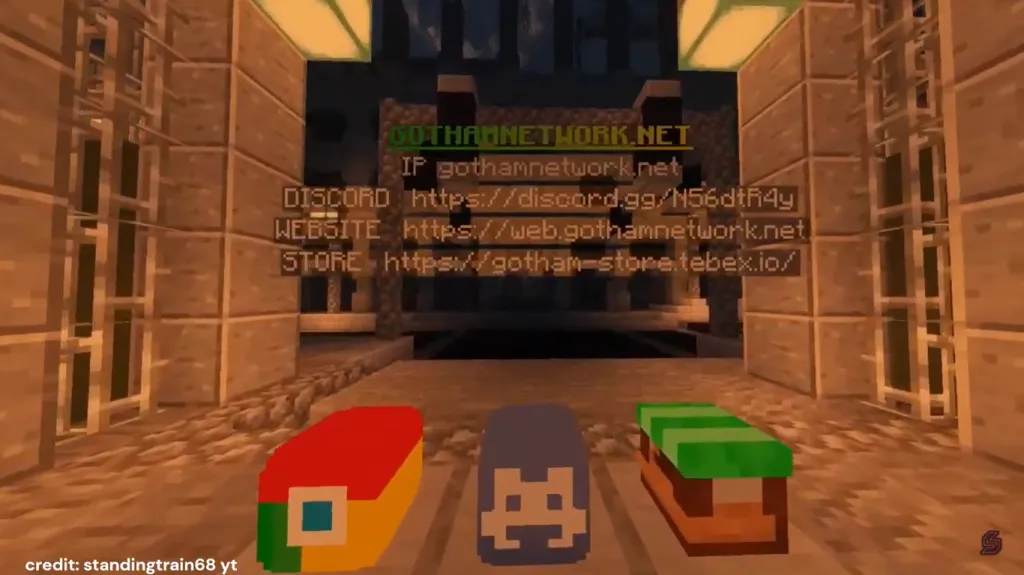 GOTHAMNETWORK.NET
IP gothamnetwork.net
DISCORD https://discord.gg/N56dtR4y
WEBSITE https://web.gothamnetwork.net
STORE https://gotham-store.tebex.io/
credit: standingtrain68 yt